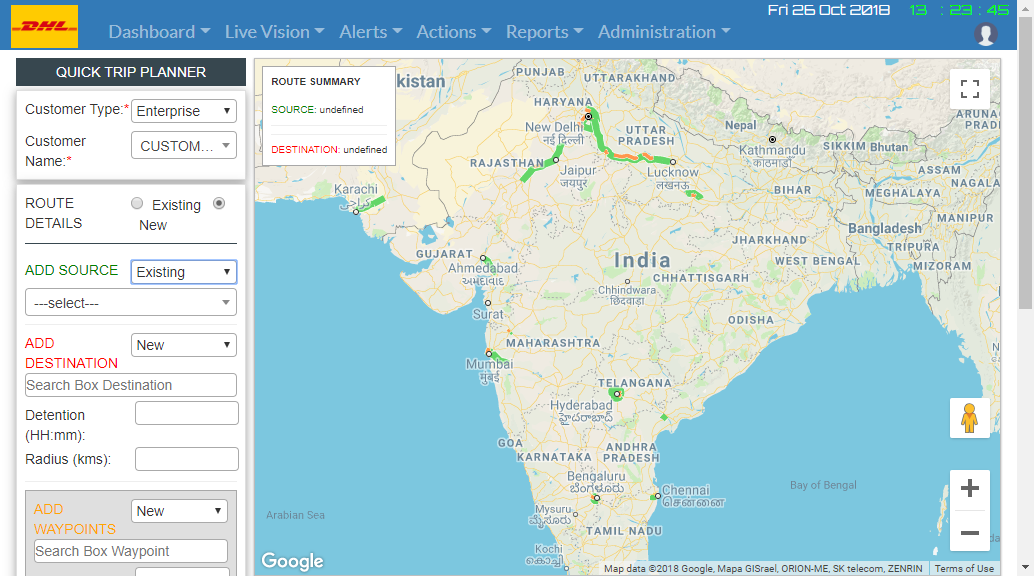 DHL
Fri 26 Oct 2018 13 : 23 : 45
Dashboard Live Vision Alerts Actions Reports Administration
QUICK TRIP PLANNER
Customer Type:* Enterprise
Customer
Name:* CUSTOM...
ROUTE
DETAILS
Existing
New
ADD SOURCE Existing
---select---
ADD
DESTINATION
New
Search Box Destination
Detention
(HH:mm):
Radius (kms):
ADD
WAYPOINTS
New
Search Box Waypoint
ROUTE SUMMARY
SOURCE: undefined
DESTINATION: undefined
kistan
PUNJAB
UTTARAKHAND
HARYANA
New Delhi
नई दिल्ली
UTTAR
PRADESH
Nepal
Kathmandu
काठमाडौं
SIKKIM
Bhutan
ARUNA
PRAD
ASSAM
NAGALA
RAJASTHAN
Jaipur
जयपुर
Lucknow
लखनऊ
BIHAR
MEGHALAYA
MANIPUR
Karachi
کراچی
Bangladesh
TRIPURA
MIZORAM
JHARKHAND
WEST BENGAL
GUJARAT
Ahmedabad
અમદાવાદ
India
CHHATTISGARH
Chhindwara
छिंदवाड़ा
Surat
ODISHA
MAHARASHTRA
Mumbai
मुंबई
TELANGANA
Hyderabad
హైదరాబాద్
GOA
KARNATAKA
ANDHRA
PRADESH
Bengaluru
ಬೆಂಗಳೂರು
Chennai
சென்னை
Bay of Bengal
Arabian Sea
Mysuru
ಮೈಸೂರು
TAMIL NADU
Kochi
കൊച്ചി
Google
Map data ©2018 Google, Mapa GISrael, ORION-ME, SK telecom, ZENRIN Terms of Use